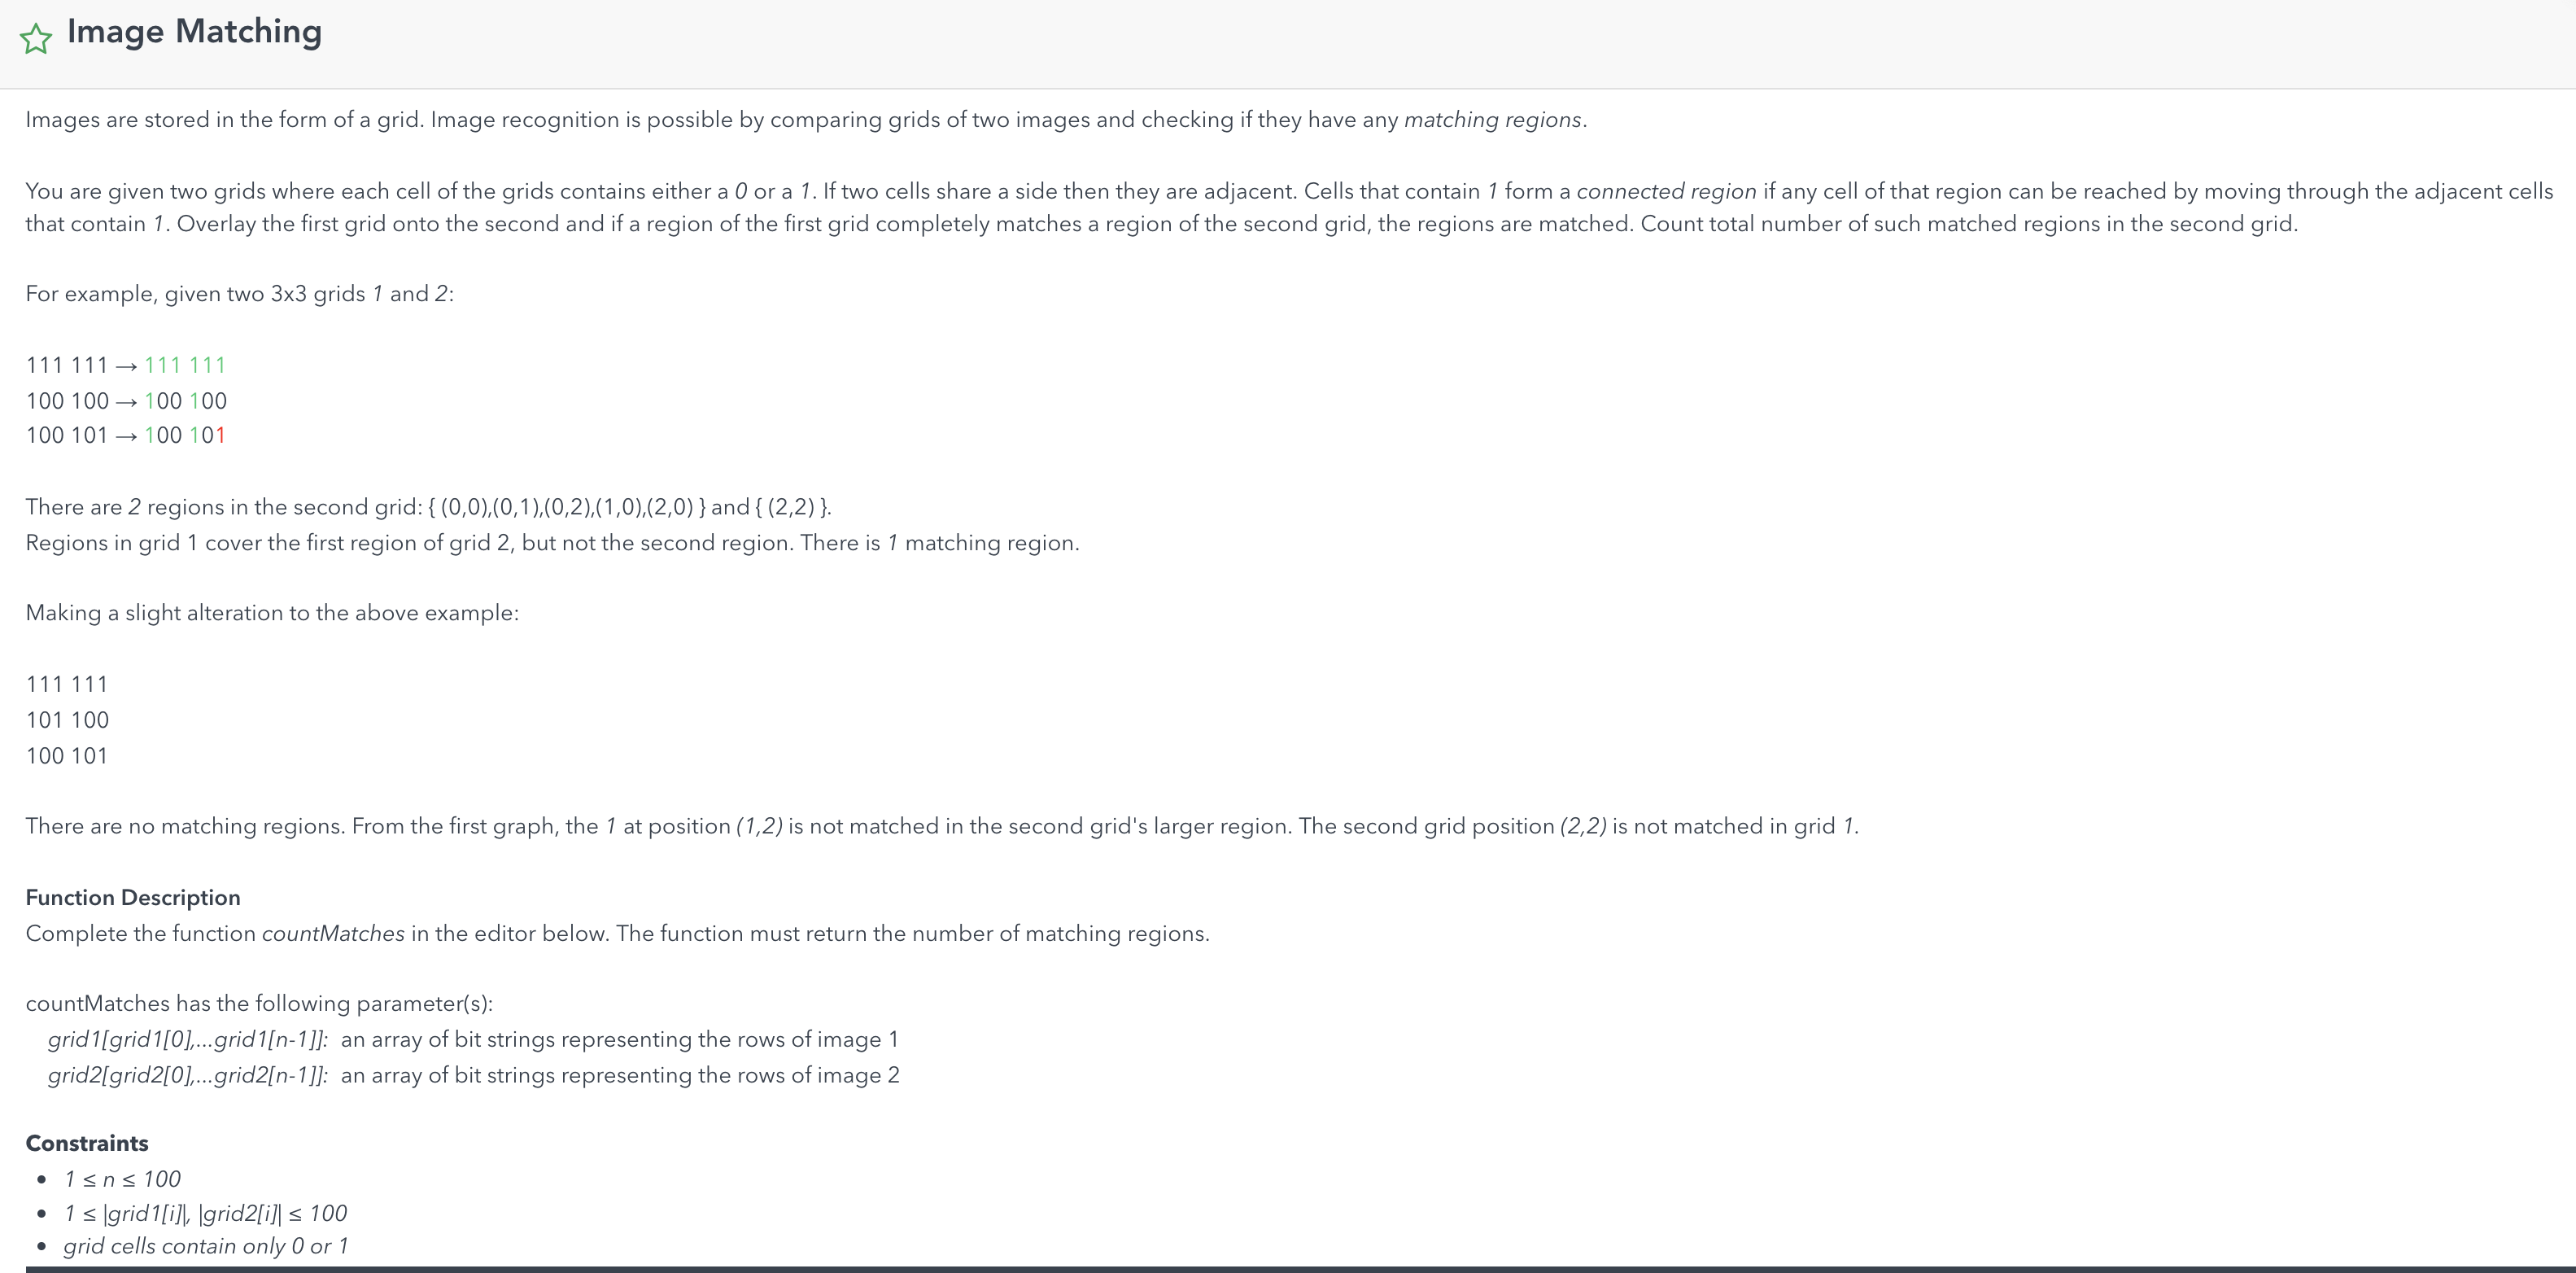 Image Matching
Images are stored in the form of a grid. Image recognition is possible by comparing grids of two images and checking if they have any matching regions.
You are given two grids where each cell of the grids contains either a 0 or a 1. If two cells share a side then they are adjacent. Cells that contain 1 form a connected region if any cell of that region can be reached by moving through the adjacent cells
that contain 1. Overlay the first grid onto the second and if a region of the first grid completely matches a region of the second grid, the regions are matched. Count total number of such matched regions in the second grid.
For example, given two 3x3 grids 1 and 2:
111 111 → 111 111
100 100 → 100 100
100 101 → 100 101
There are 2 regions in the second grid: { (0,0),(0,1),(0,2),(1,0),(2,0) } and { (2,2) }.
Regions in grid 1 cover the first region of grid 2, but not the second region. There is 1 matching region.
Making a slight alteration to the above example:
111 111
101 100
100 101
There are no matching regions. From the first graph, the 1 at position (1,2) is not matched in the second grid's larger region. The second grid position (2,2) is not matched in grid 1.
Function Description
Complete the function countMatches in the editor below. The function must return the number of matching regions.
countMatches has the following parameter(s):
grid1[grid1[0],...grid1[n-1]]: an array of bit strings representing the rows of image 1
grid2[grid2[0],...grid2[n-1]]: an array of bit strings representing the rows of image 2
Constraints
• 1 ≤ n ≤ 100
• 1 ≤ |grid1[i]|, |grid2[i]| ≤ 100
• grid cells contain only 0 or 1